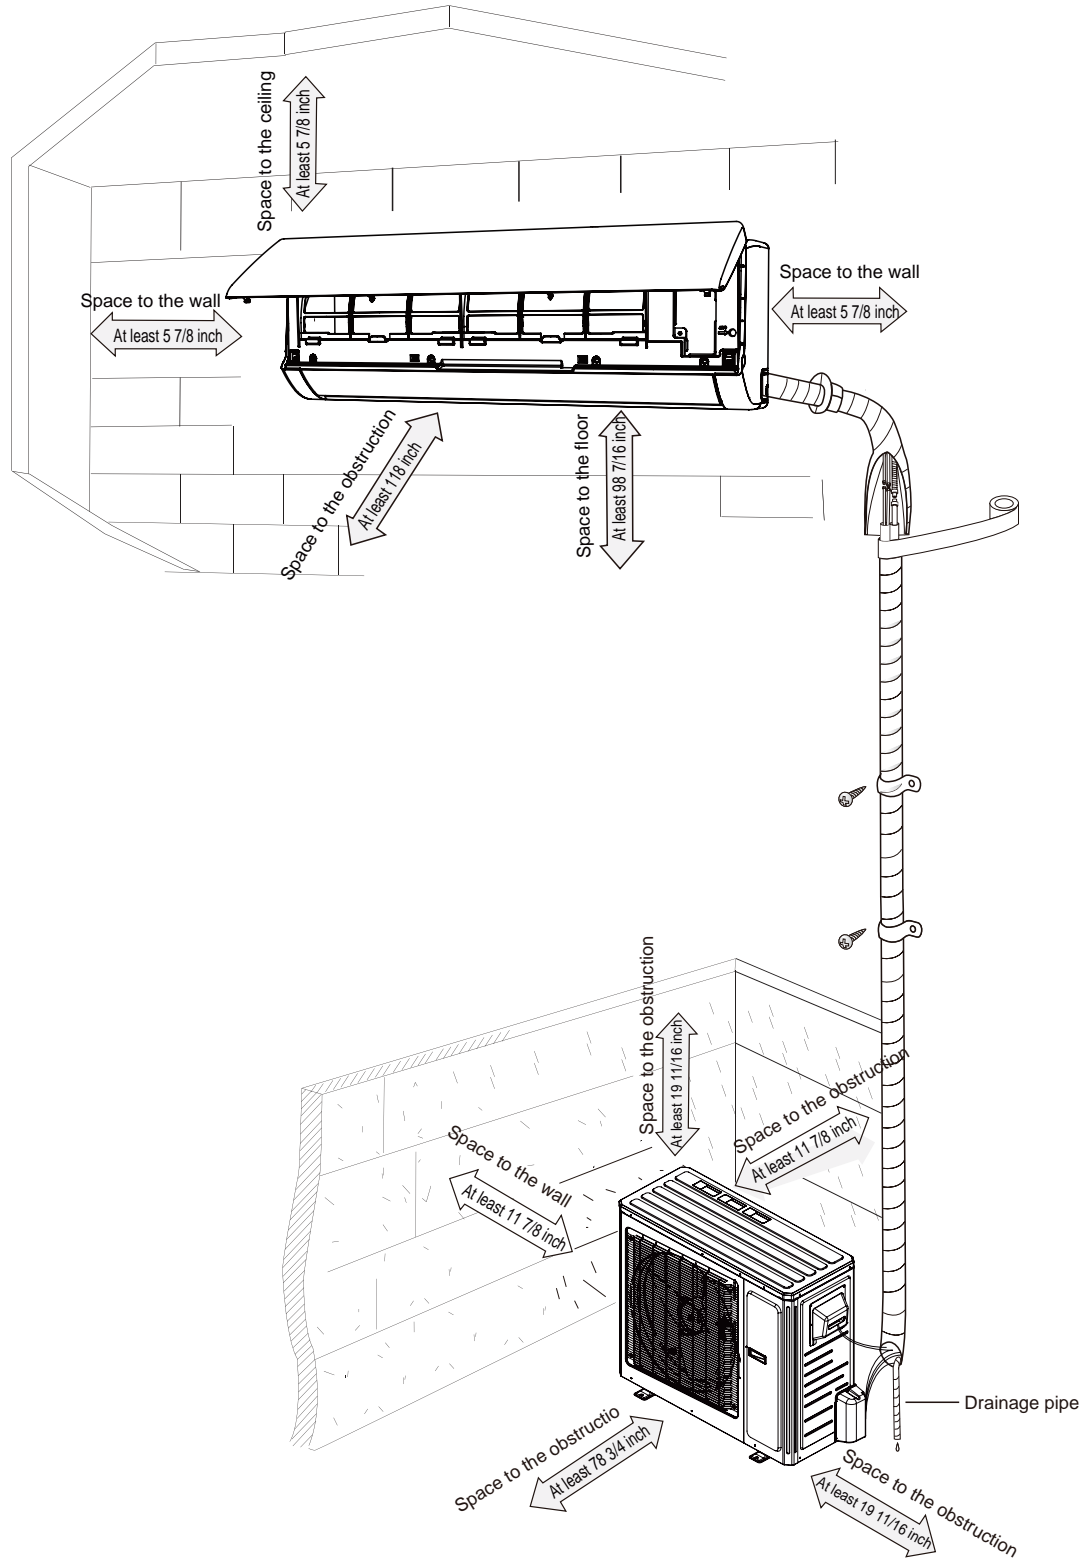 Space to the ceiling
At least 5 7/8 inch
Space to the wall
At least 5 7/8 inch
Space to the wall
At least 5 7/8 inch
Space to the obstruction
At least 118 inch
Space to the floor
At least 98 7/16 inch
Space to the obstruction
At least 19 11/16 inch
Space to the obstruction
At least 11 7/8 inch
Space to the wall
At least 11 7/8 inch
Drainage pipe
Space to the obstructio
At least 78 3/4 inch
Space to the obstruction
At least 19 11/16 inch